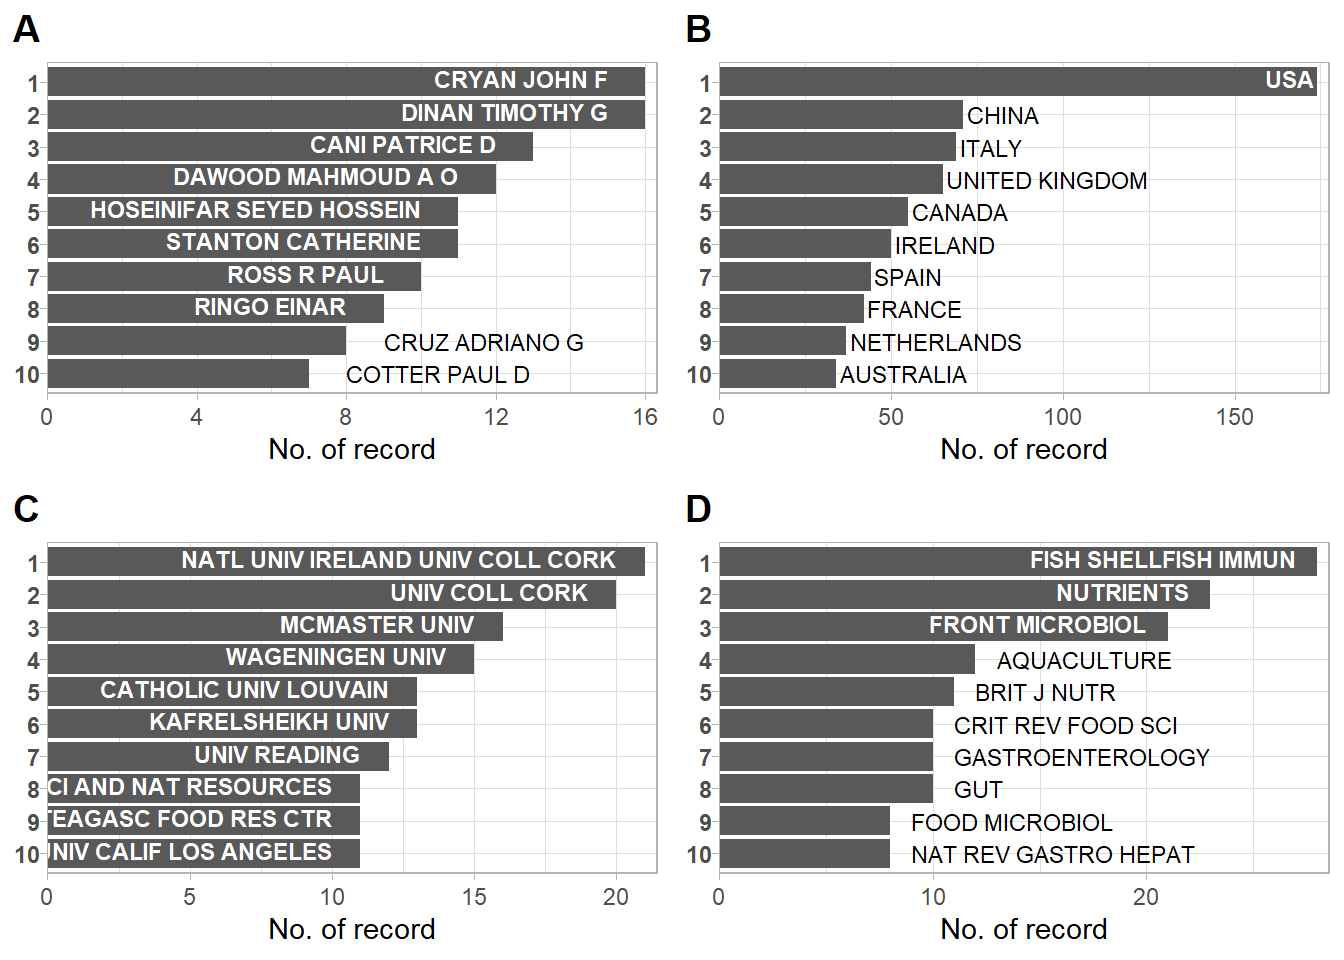 A
1 CRYAN JOHN F
2 DINAN TIMOTHY G
3 CANI PATRICE D
4 DAWOOD MAHMOUD A O
5 HOSEINIFAR SEYED HOSSEIN
6 STANTON CATHERINE
7 ROSS R PAUL
8 RINGO EINAR
9 CRUZ ADRIANO G
10 COTTER PAUL D
0 4 8 12 16
No. of record
B
1 USA
2 CHINA
3 ITALY
4 UNITED KINGDOM
5 CANADA
6 IRELAND
7 SPAIN
8 FRANCE
9 NETHERLANDS
10 AUSTRALIA
0 50 100 150
No. of record
C
1 NATL UNIV IRELAND UNIV COLL CORK
2 UNIV COLL CORK
3 MCMASTER UNIV
4 WAGENINGEN UNIV
5 CATHOLIC UNIV LOUVAIN
6 KAFRELSHEIKH UNIV
7 UNIV READING
8 CI AND NAT RESOURCES
9 TEAGASC FOOD RES CTR
10 UNIV CALIF LOS ANGELES
0 5 10 15 20
No. of record
D
1 FISH SHELLFISH IMMUN
2 NUTRIENTS
3 FRONT MICROBIOL
4 AQUACULTURE
5 BRIT J NUTR
6 CRIT REV FOOD SCI
7 GASTROENTEROLOGY
8 GUT
9 FOOD MICROBIOL
10 NAT REV GASTRO HEPAT
0 10 20
No. of record